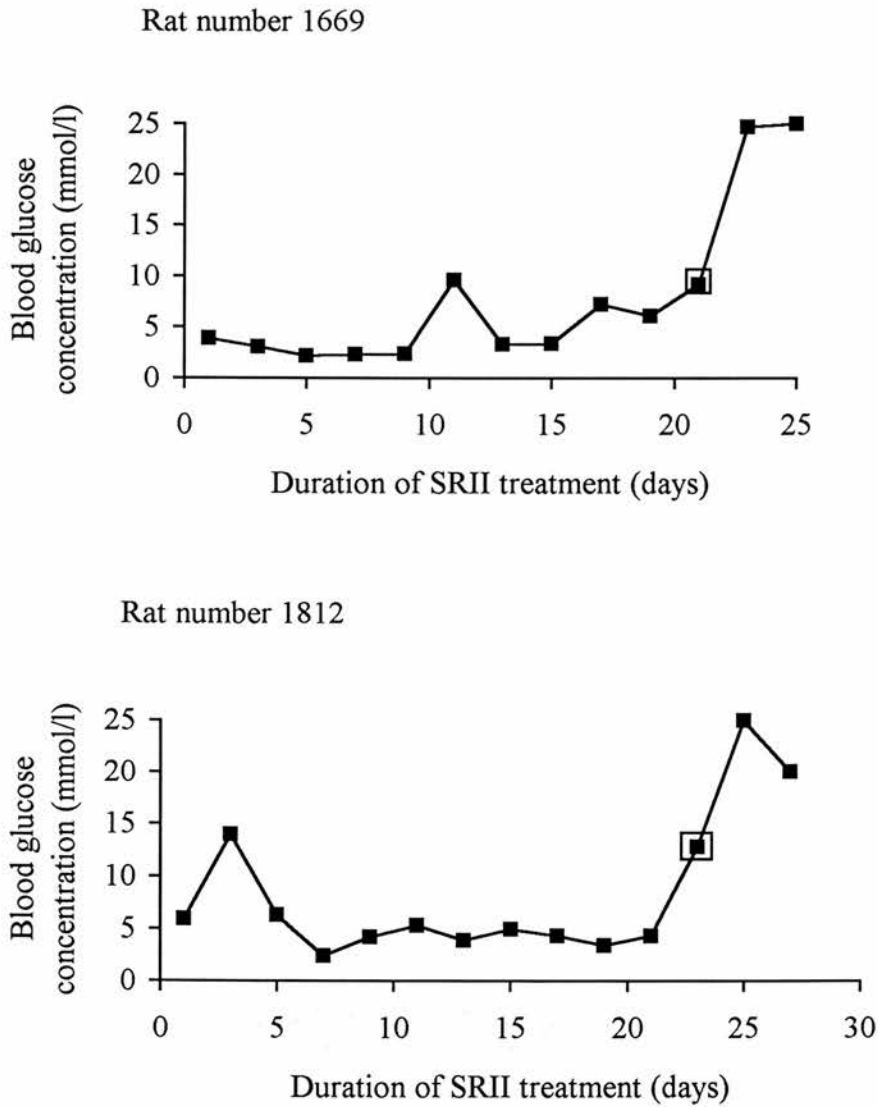 Rat number 1669
Blood glucose
concentration (mmol/l)
25
20
15
10
5
0
0 5 10 15 20 25
Duration of SRII treatment (days)
Rat number 1812
Blood glucose
concentration (mmol/l)
25
20
15
10
5
0
0 5 10 15 20 25 30
Duration of SRII treatment (days)